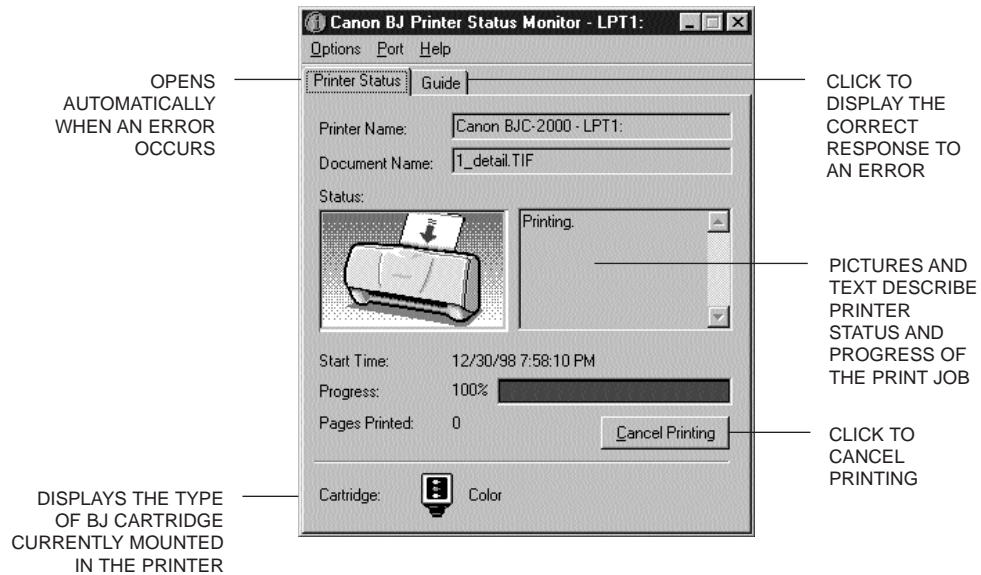 Canon BJ Printer Status Monitor - LPT1:
Options Port Help
Printer Status Guide
OPENS
AUTOMATICALLY
WHEN AN ERROR
OCCURS
CLICK TO
DISPLAY THE
CORRECT
RESPONSE TO
AN ERROR
Printer Name: Canon BJC-2000 - LPT1:
Document Name: 1_detail.TIF
Status:
Printing.
PICTURES AND
TEXT DESCRIBE
PRINTER
STATUS AND
PROGRESS OF
THE PRINT JOB
Start Time: 12/30/98 7:58:10 PM
Progress: 100%
Pages Printed: 0
Cancel Printing
CLICK TO
CANCEL
PRINTING
Cartridge: Color
DISPLAYS THE TYPE
OF BJ CARTRIDGE
CURRENTLY MOUNTED
IN THE PRINTER